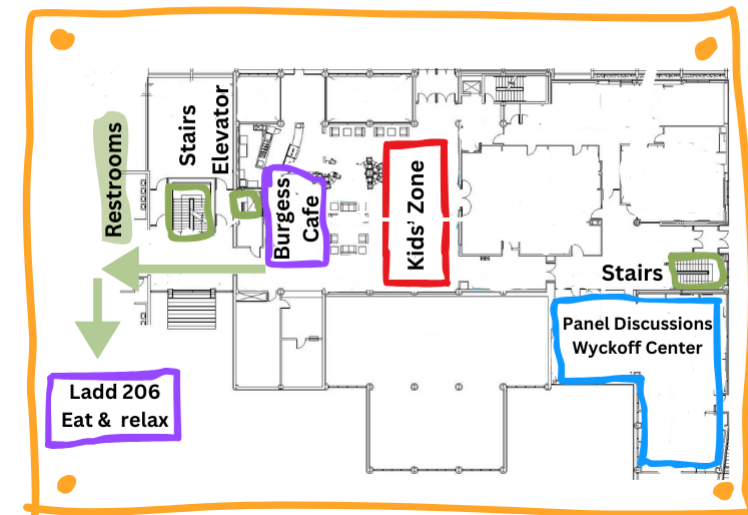 Restrooms
Stairs
Elevator
Burgess
Cafe
Kids' Zone
Stairs
Panel Discussions
Wyckoff Center
Ladd 206
Eat & relax